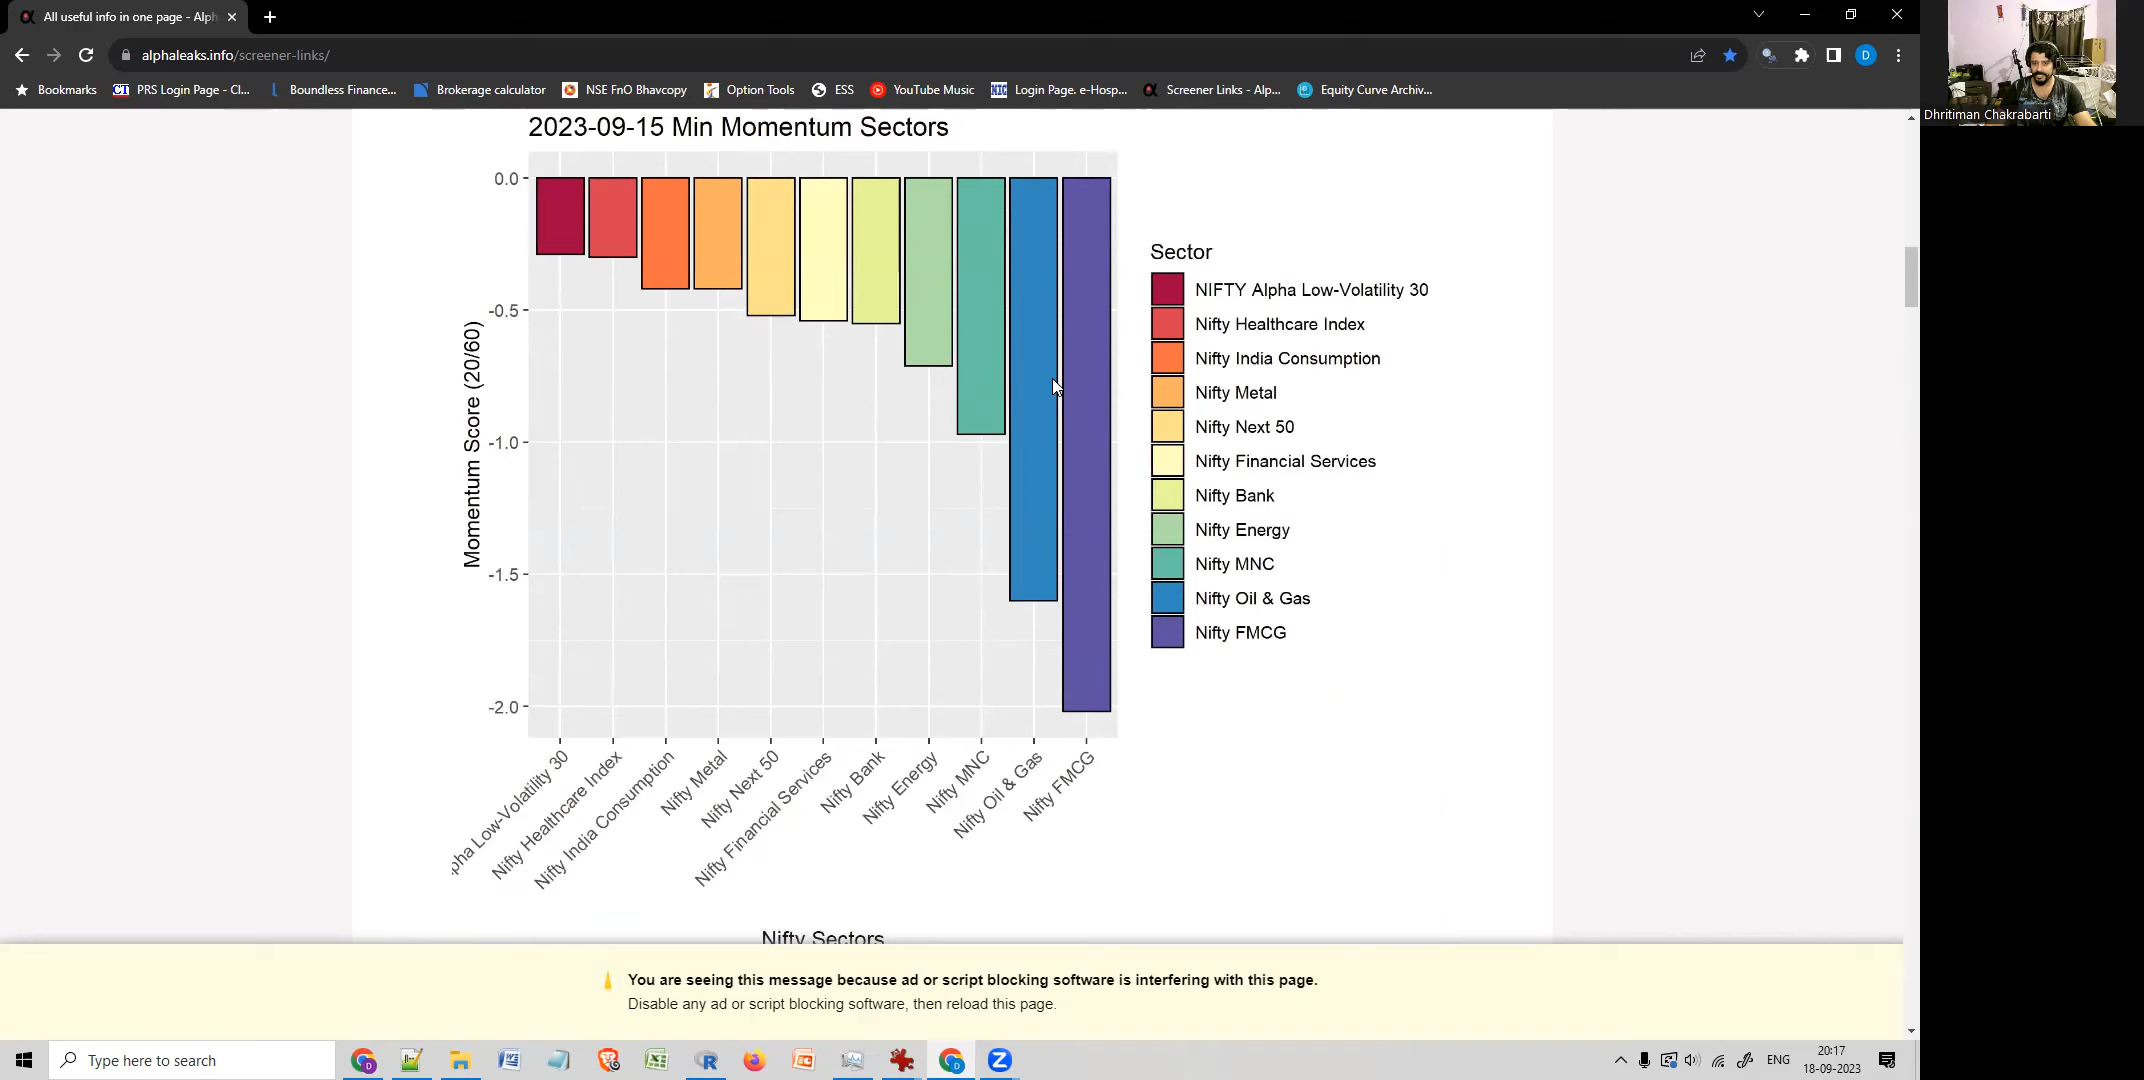 All useful info in one page - Alph
alphaleaks.info/screener-links/
Bookmarks
PRS Login Page - Cl...
Boundless Finance...
Brokerage calculator
NSE FnO Bhavcopy
Option Tools
ESS
YouTube Music
Login Page. e-Hosp...
Screener Links - Alp...
Equity Curve Archiv...
D
Dhritiman Chakrabarti
2023-09-15 Min Momentum Sectors
Momentum Score (20/60)
0.0
-0.5
-1.0
-1.5
-2.0
pha Low-Volatility 30
Nifty Healthcare Index
Nifty India Consumption
Nifty Metal
Nifty Next 50
Nifty Financial Services
Nifty Bank
Nifty Energy
Nifty MNC
Nifty Oil & Gas
Nifty FMCG
Sector
NIFTY Alpha Low-Volatility 30
Nifty Healthcare Index
Nifty India Consumption
Nifty Metal
Nifty Next 50
Nifty Financial Services
Nifty Bank
Nifty Energy
Nifty MNC
Nifty Oil & Gas
Nifty FMCG
Nifty Sectors
You are seeing this message because ad or script blocking software is interfering with this page.
Disable any ad or script blocking software, then reload this page.
Type here to search
ENG
20:17
18-09-2023